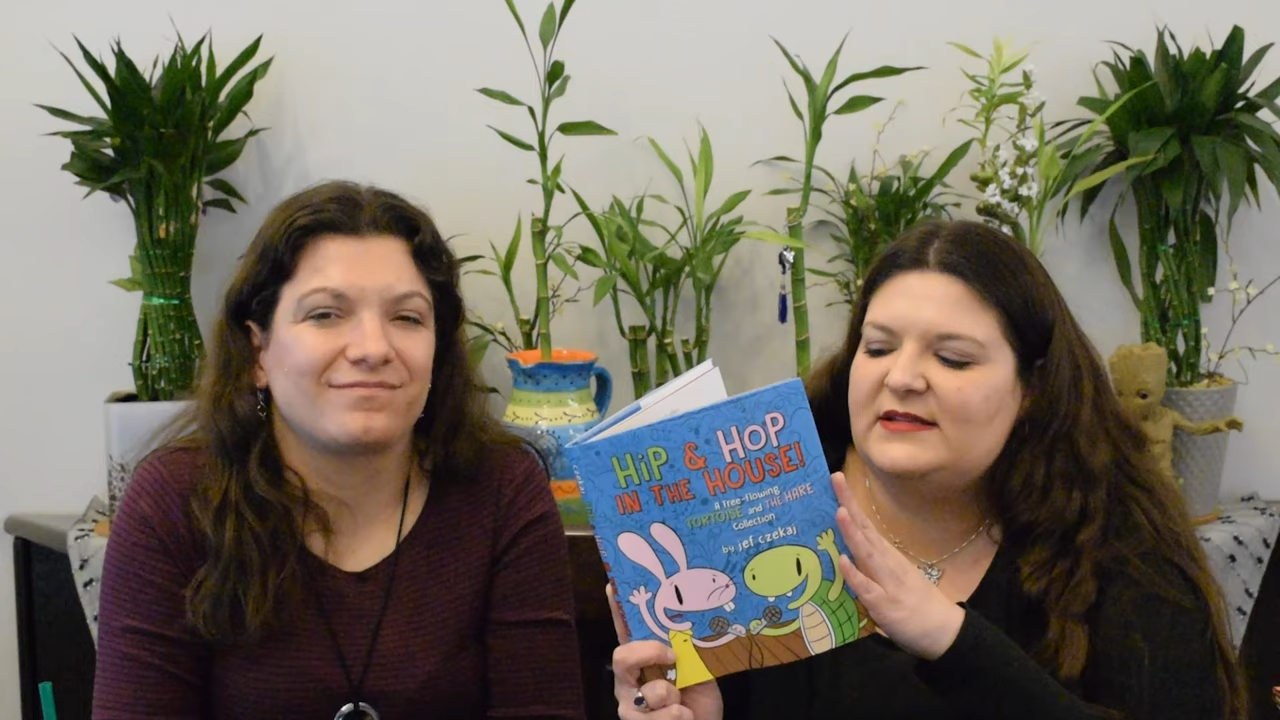 HiP & HOP
IN THE HOUSE!
A free-flowing
TORTOISE and THE HARE
Collection
by jef czekaj